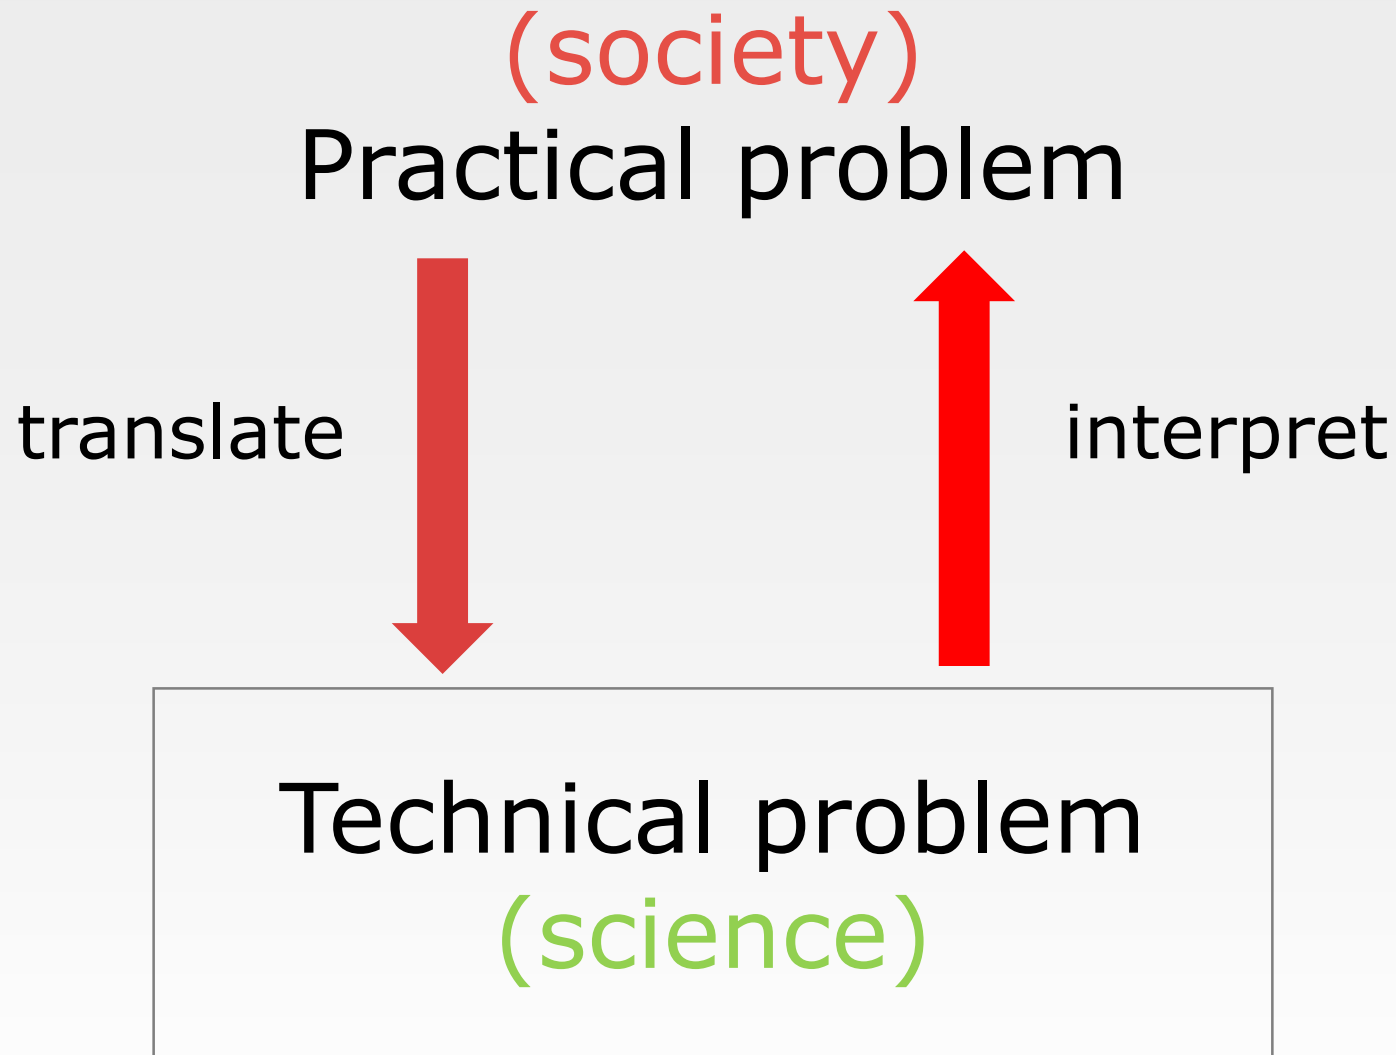 (society)
Practical problem
translate
interpret
Technical problem
(science)